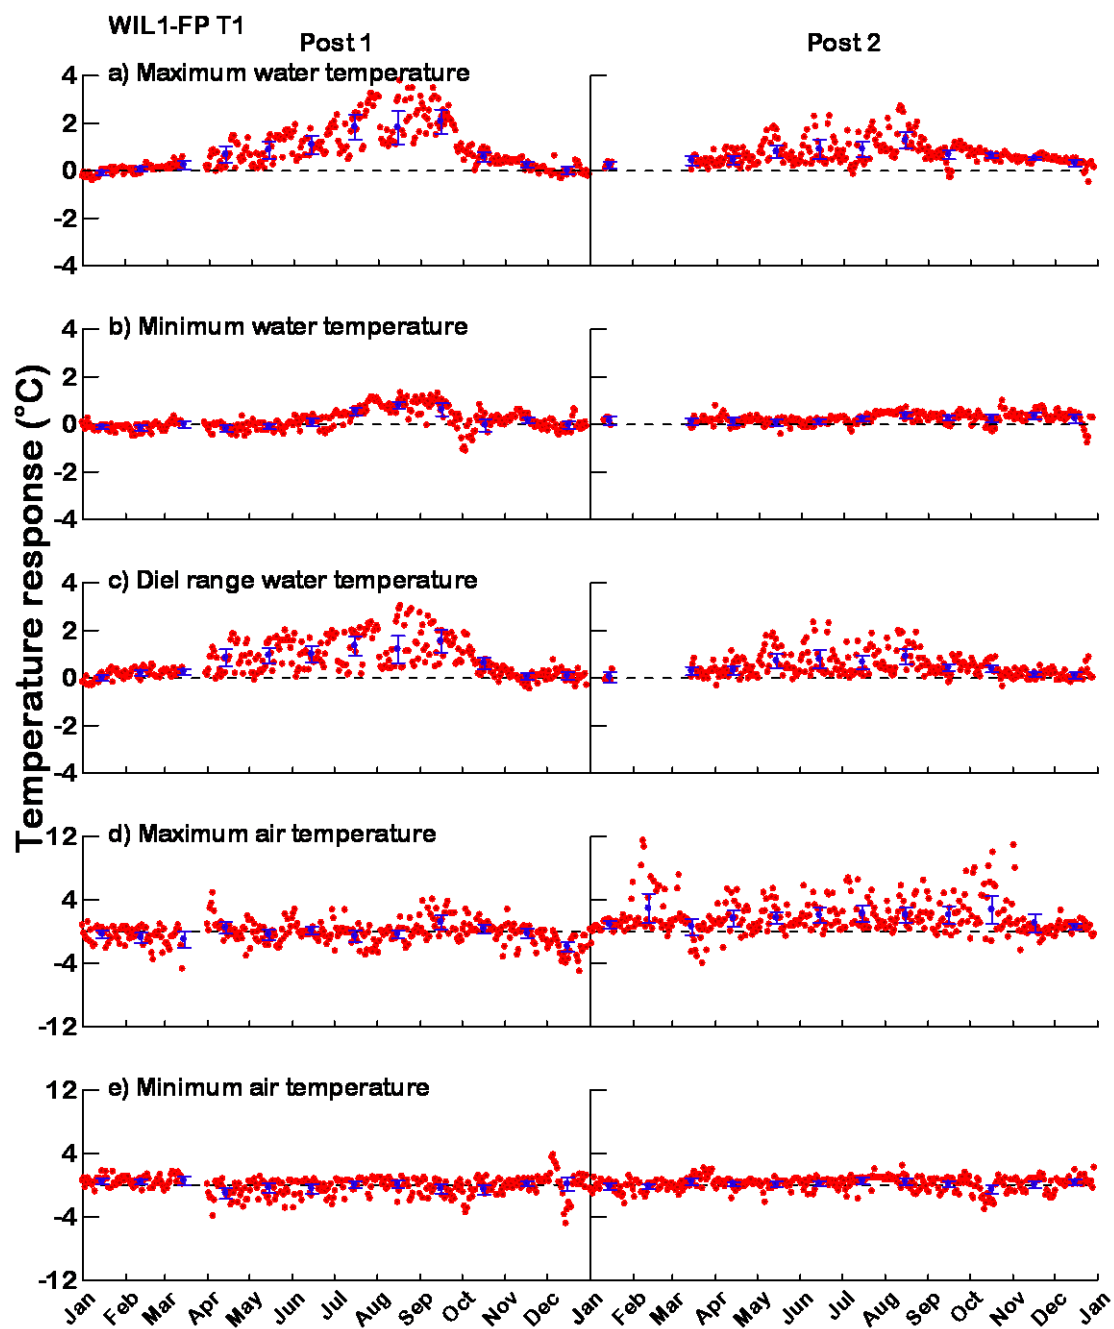 WIL1-FP T1
Post 1
Post 2
Temperature response (°C)
a) Maximum water temperature
4
2
0
-2
-4
b) Minimum water temperature
4
2
0
-2
-4
c) Diel range water temperature
4
2
0
-2
-4
d) Maximum air temperature
12
4
-4
-12
e) Minimum air temperature
12
4
-4
-12
Jan Feb Mar Apr May Jun Jul Aug Sep Oct Nov Dec Jan Feb Mar Apr May Jun Jul Aug Sep Oct Nov Dec Jan